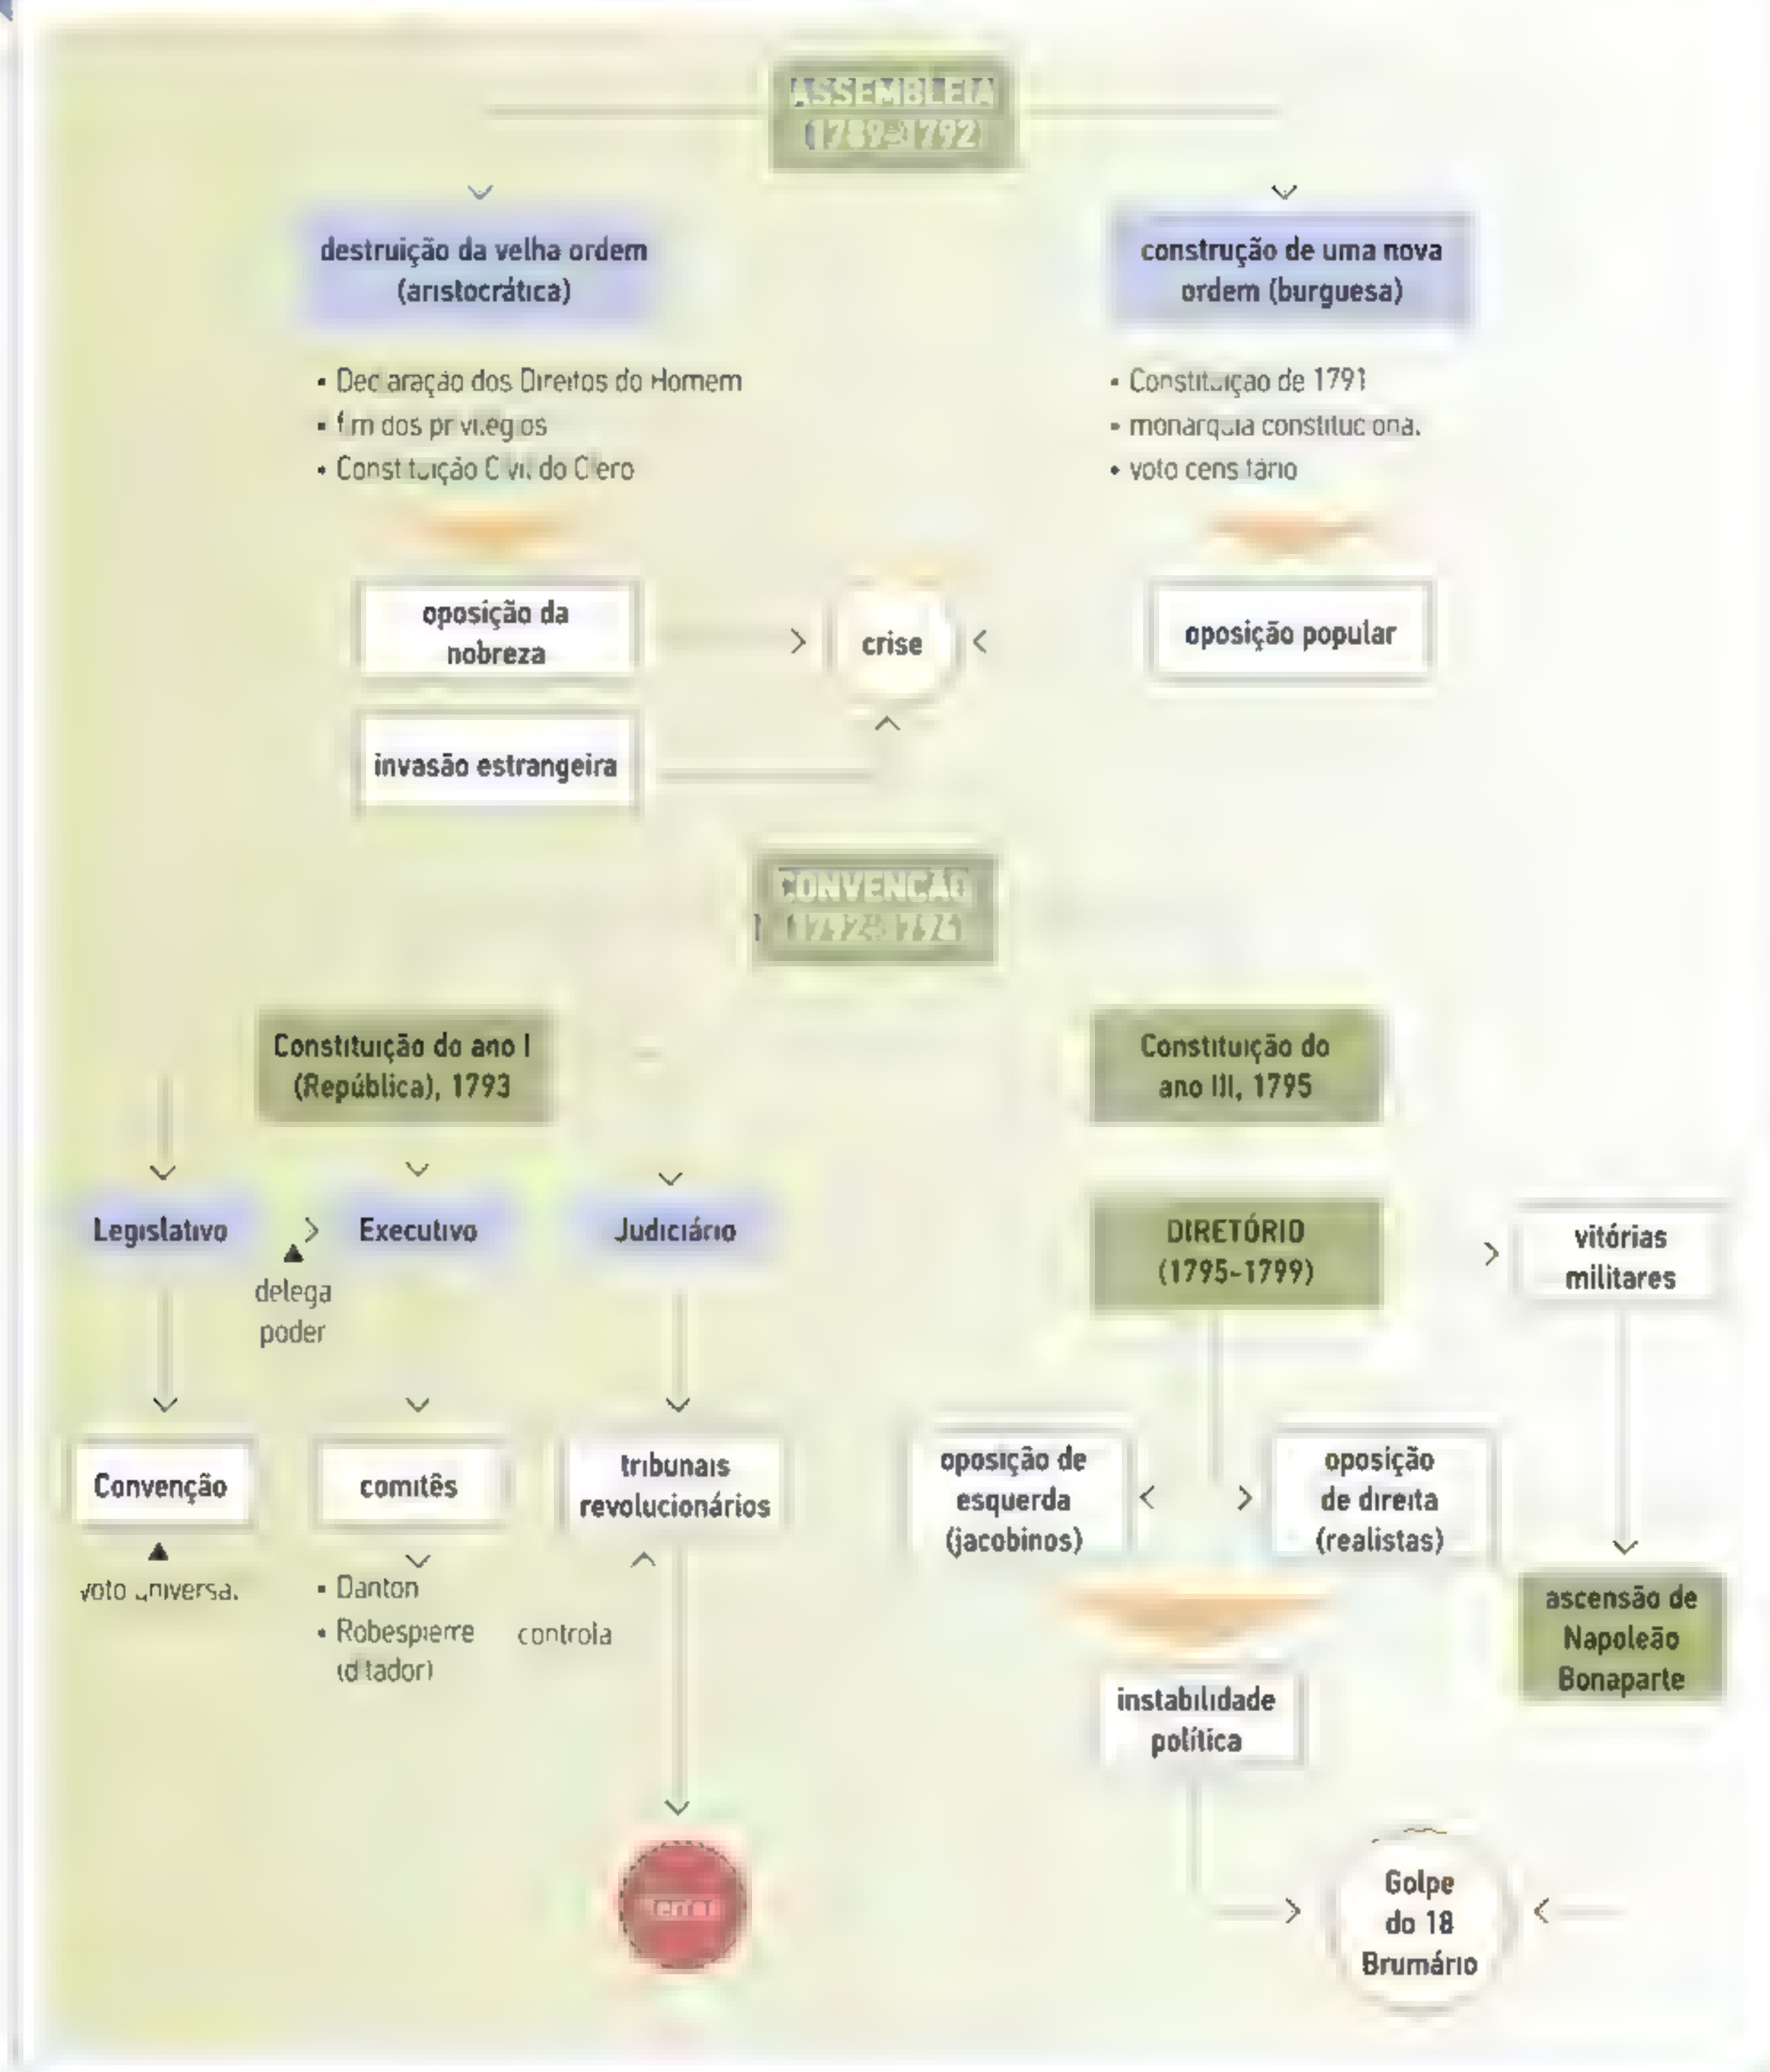 ASSEMBLEIA
(1789-1792)
destruição da velha ordem
(aristocrática)
construção de uma nova
ordem (burguesa)
• Declaração dos Direitos do Homem
• fim dos privilégios
• Constituição Civil do Clero
• Constituição de 1791
• monarquia constitucional
• voto censitário
oposição da
nobreza
crise
oposição popular
invasão estrangeira
CONVENÇÃO
Constituição do ano I
(República), 1793
Constituição do
ano III, 1795
Legislativo
Executivo
Judiciário
delega
poder
DIRETÓRIO
(1795-1799)
vitórias
militares
Convenção
comitês
tribunais
revolucionários
oposição de
esquerda
(jacobinos)
oposição
de direita
(realistas)
voto universal
• Danton
• Robespierre
(ditador)
controla
ascensão de
Napoleão
Bonaparte
instabilidade
política
terror
Golpe
do 18
Brumário